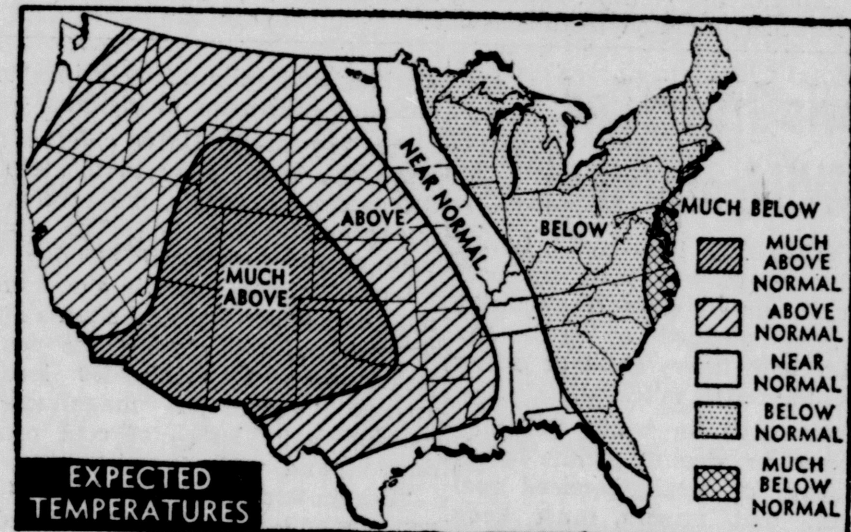 NEAR NORMAL
ABOVE
BELOW
MUCH
ABOVE
MUCH BELOW
MUCH
ABOVE
NORMAL
ABOVE
NORMAL
NEAR
NORMAL
BELOW
NORMAL
MUCH
BELOW
NORMAL
EXPECTED
TEMPERATURES